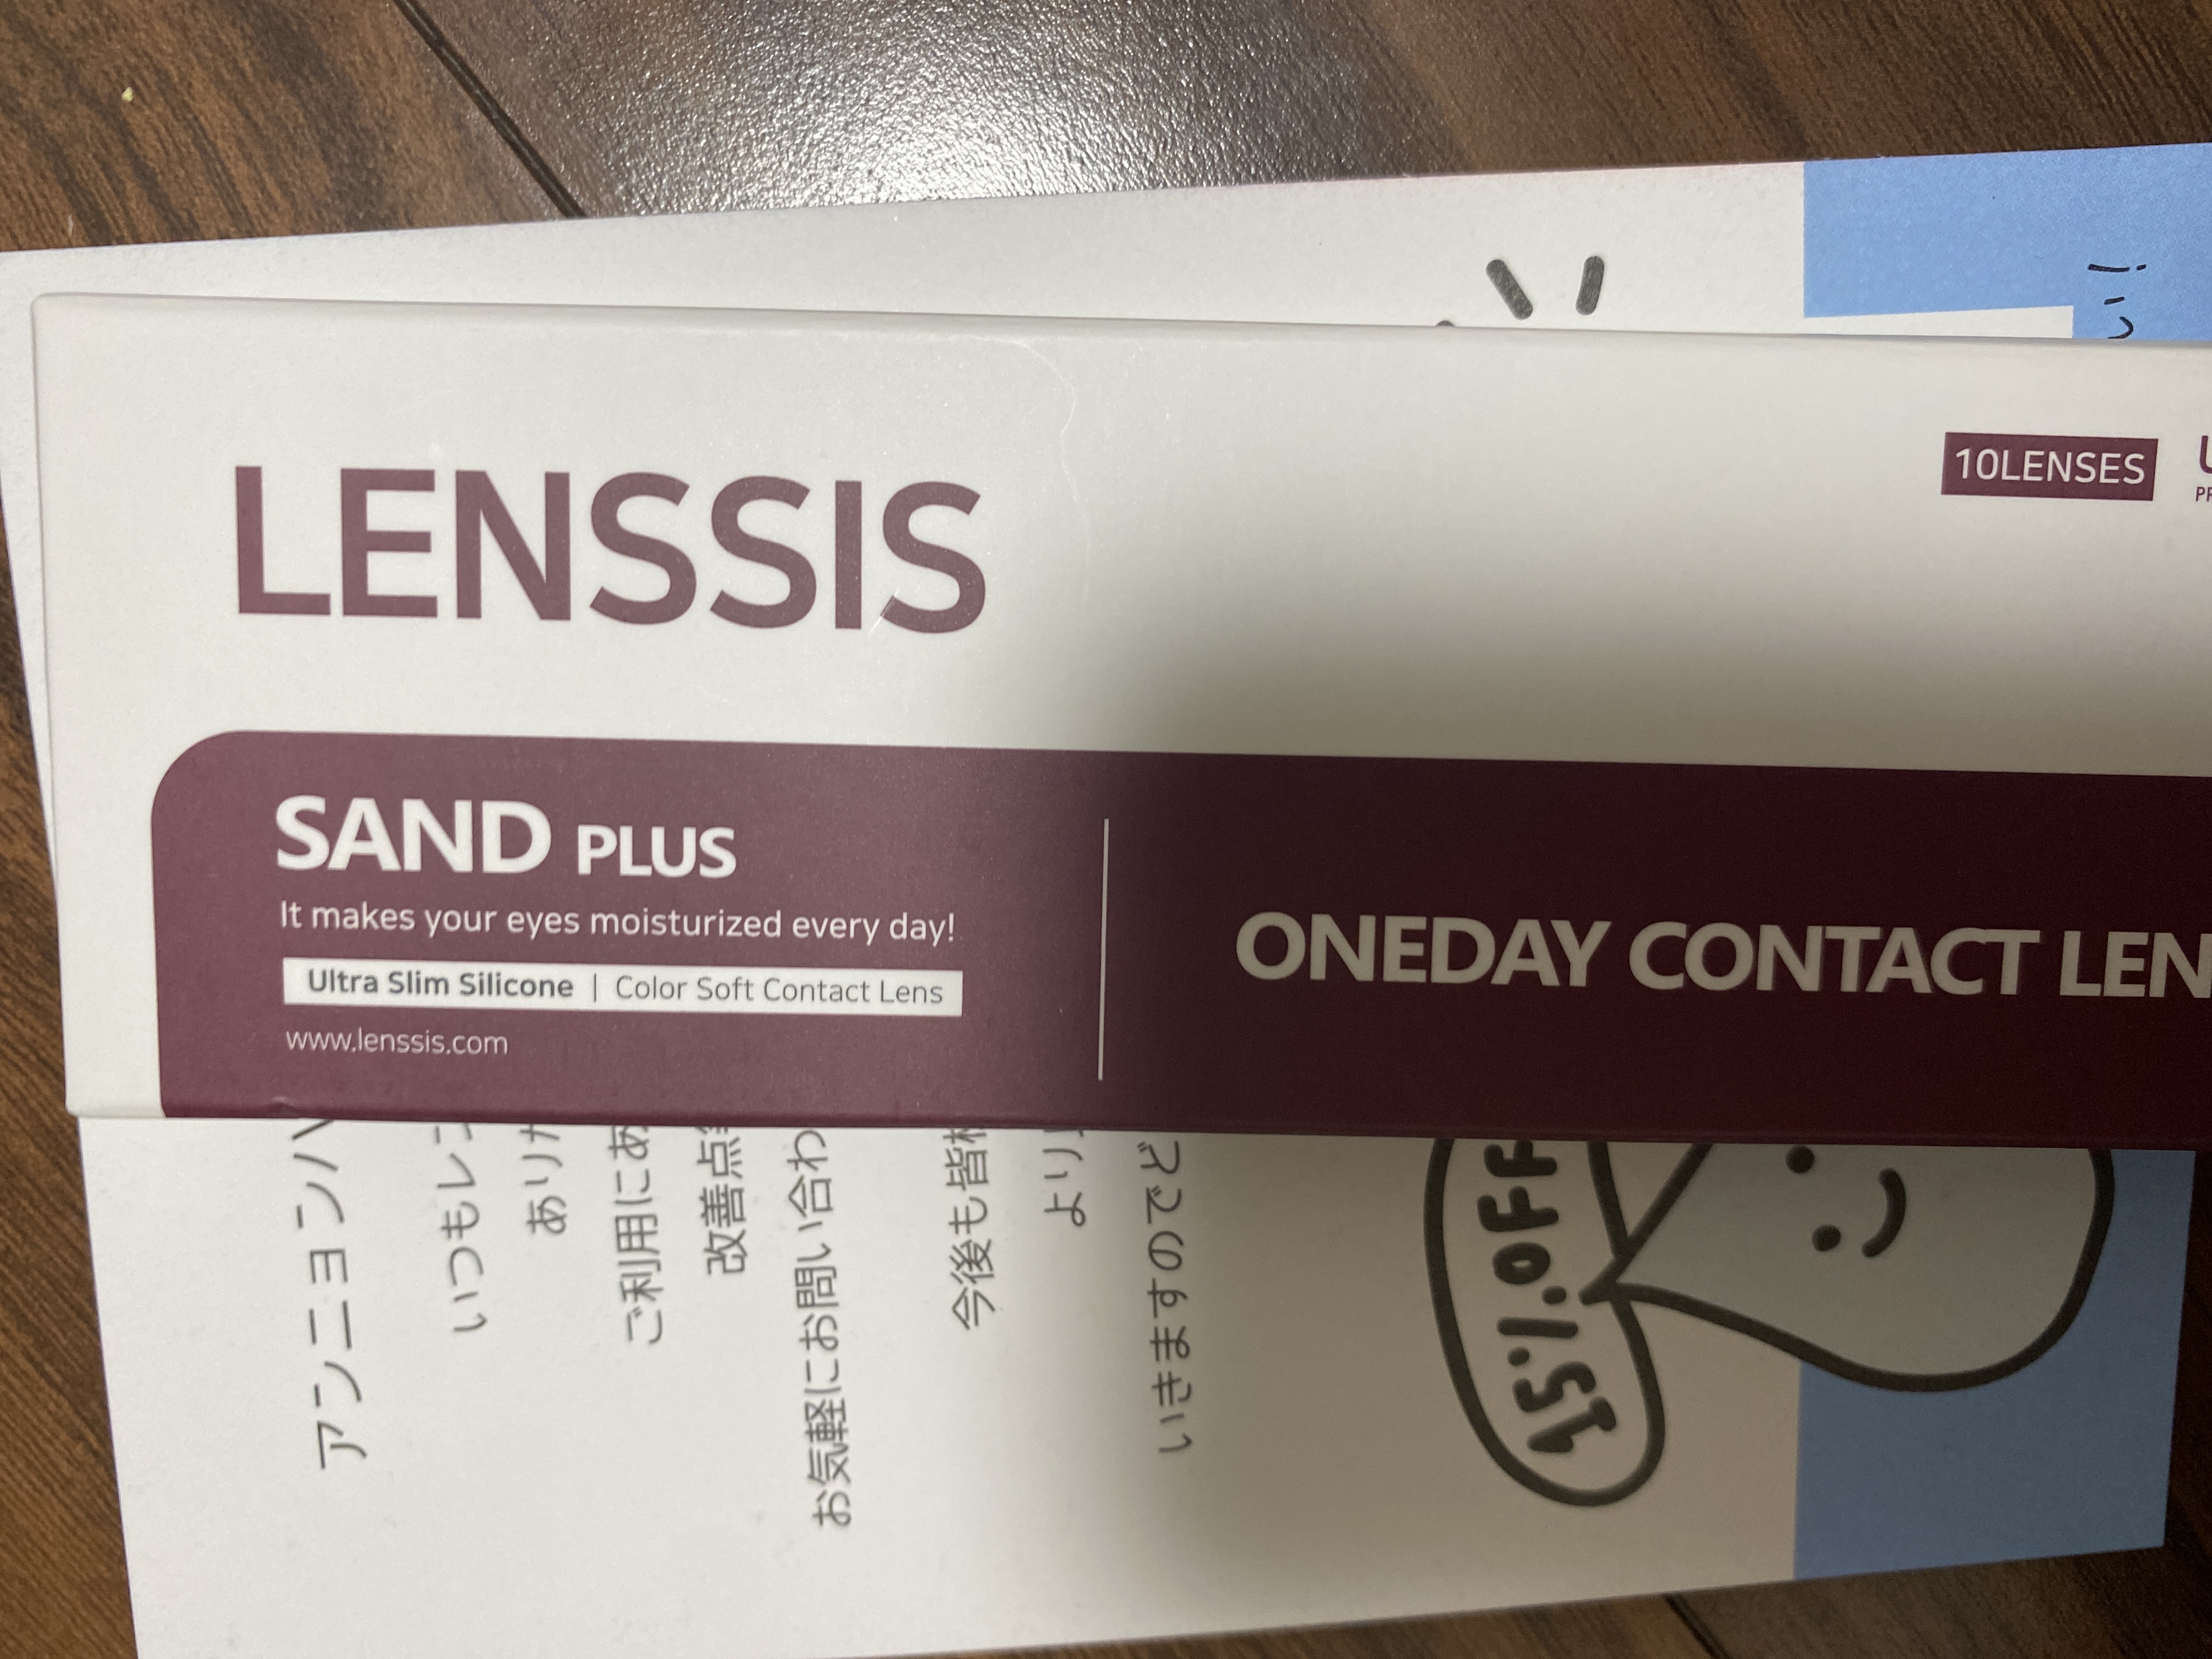 LENSSIS
10LENSES
SAND PLUS
It makes your eyes moisturized every day!
Ultra Slim Silicone | Color Soft Contact Lens
www.lenssis.com
ONEDAY CONTACT LEN
アンニョンハ
いつもレ
あり
ご利用にあ
改善点
お気軽にお問い合わ
今後も皆
より
いきますのでど
15%OFF